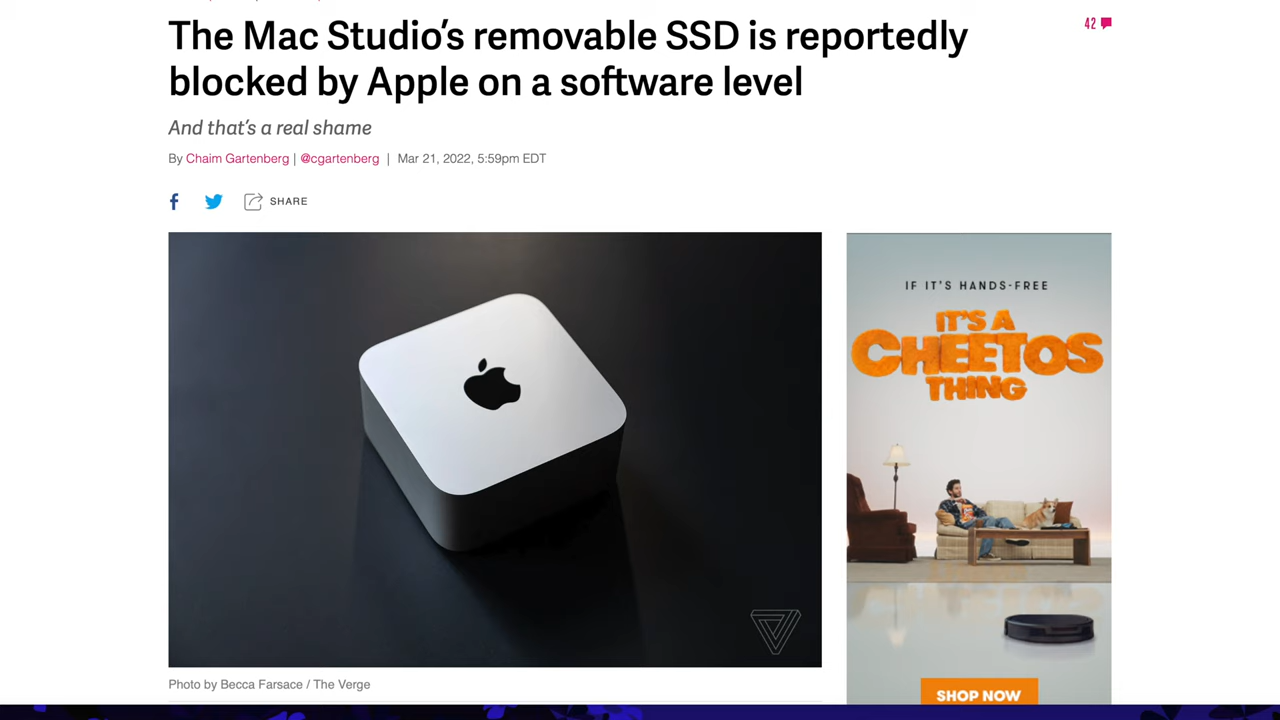 The Mac Studio's removable SSD is reportedly
blocked by Apple on a software level
42
And that's a real shame
By Chaim Gartenberg | @cgartenberg | Mar 21, 2022, 5:59pm EDT
SHARE
IF IT'S HANDS-FREE
IT'S A
CHEETOS
THING
SHOP NOW
Photo by Becca Farsace / The Verge